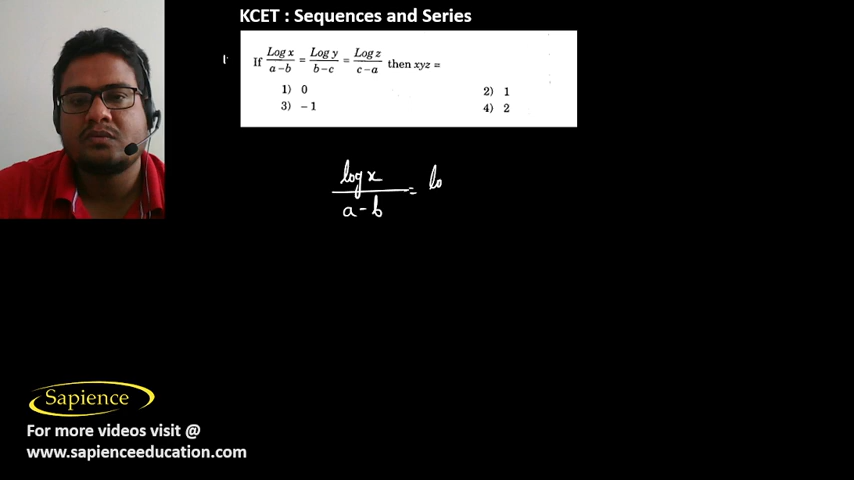 KCET : Sequences and Series
If Log x / a−b = Log y / b−c = Log z / c−a then xyz =
1) 0 2) 1
3) −1 4) 2
log x / a−b = lo
Sapience
For more videos visit @
www.sapienceeducation.com